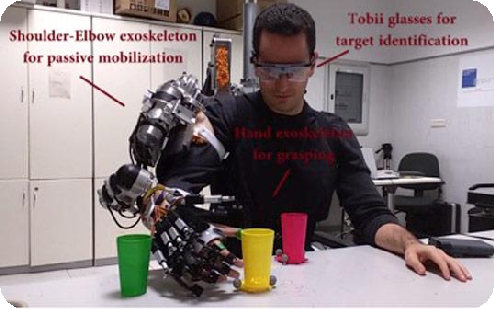 Shoulder-Elbow exoskeleton
for passive mobilization
Tobii glasses for
target identification
Hand exoskeleton
for grasping